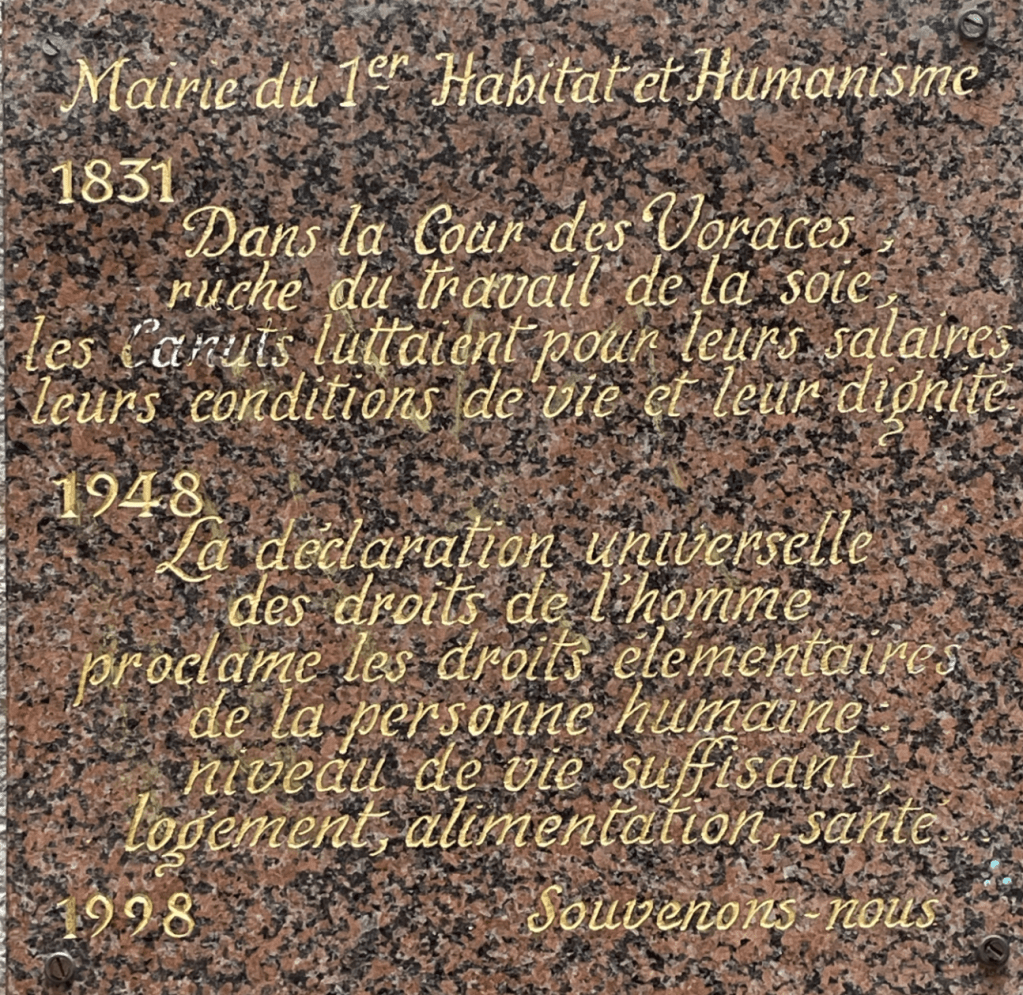 Mairie du 1er Habitat et Humanisme
1831
Dans la Cour des Voraces,
ruche du travail de la soie,
les Canuts luttaient pour leurs salaires,
leurs conditions de vie et leur dignité.
1948
La déclaration universelle
des droits de l'homme
proclame les droits élémentaires
de la personne humaine :
niveau de vie suffisant,
logement, alimentation, santé
1998 Souvenons-nous